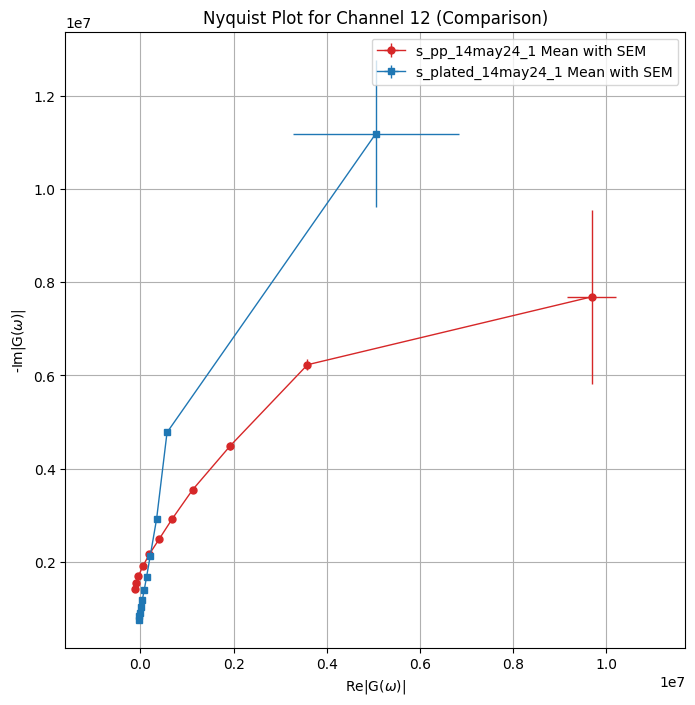 Nyquist Plot for Channel 12 (Comparison)
1e7
s_pp_14may24_1 Mean with SEM
s_plated_14may24_1 Mean with SEM
1.2
1.0
0.8
0.6
0.4
0.2
-Im|G(ω)|
0.0 0.2 0.4 0.6 0.8 1.0
1e7
Re|G(ω)|